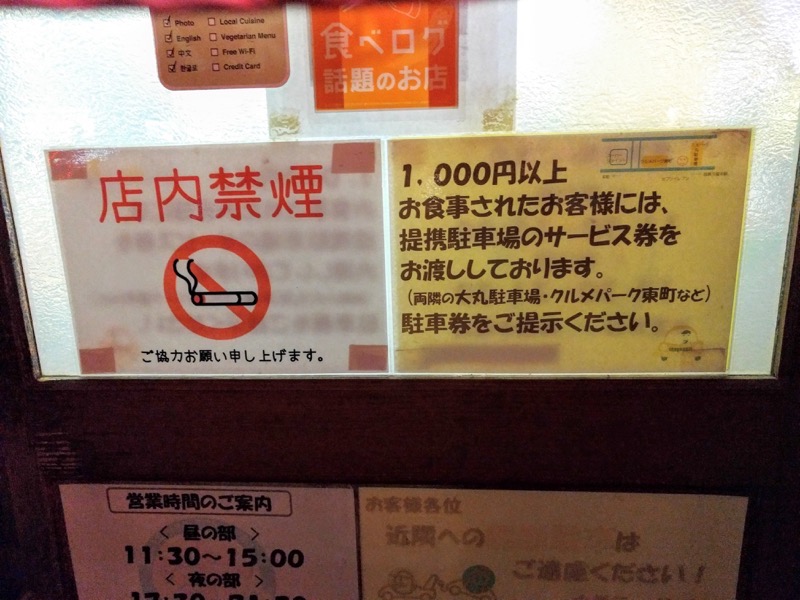 Photo
Local Cuisine
English
Vegetarian Menu
中文
Free Wi-Fi
한글로
Credit Card
食べログ
話題のお店
店内禁煙
ご協力お願い申し上げます。
1，000円以上
お食事されたお客様には、
提携駐車場のサービス券を
お渡ししております。
(両隣の大丸駐車場・クルメパーク東町など)
駐車券をご提示ください。
営業時間のご案内
〈 昼の部 〉
11:30～15:00
〈 夜の部 〉
お客様各位
近隣への
は
ご遠慮ください！